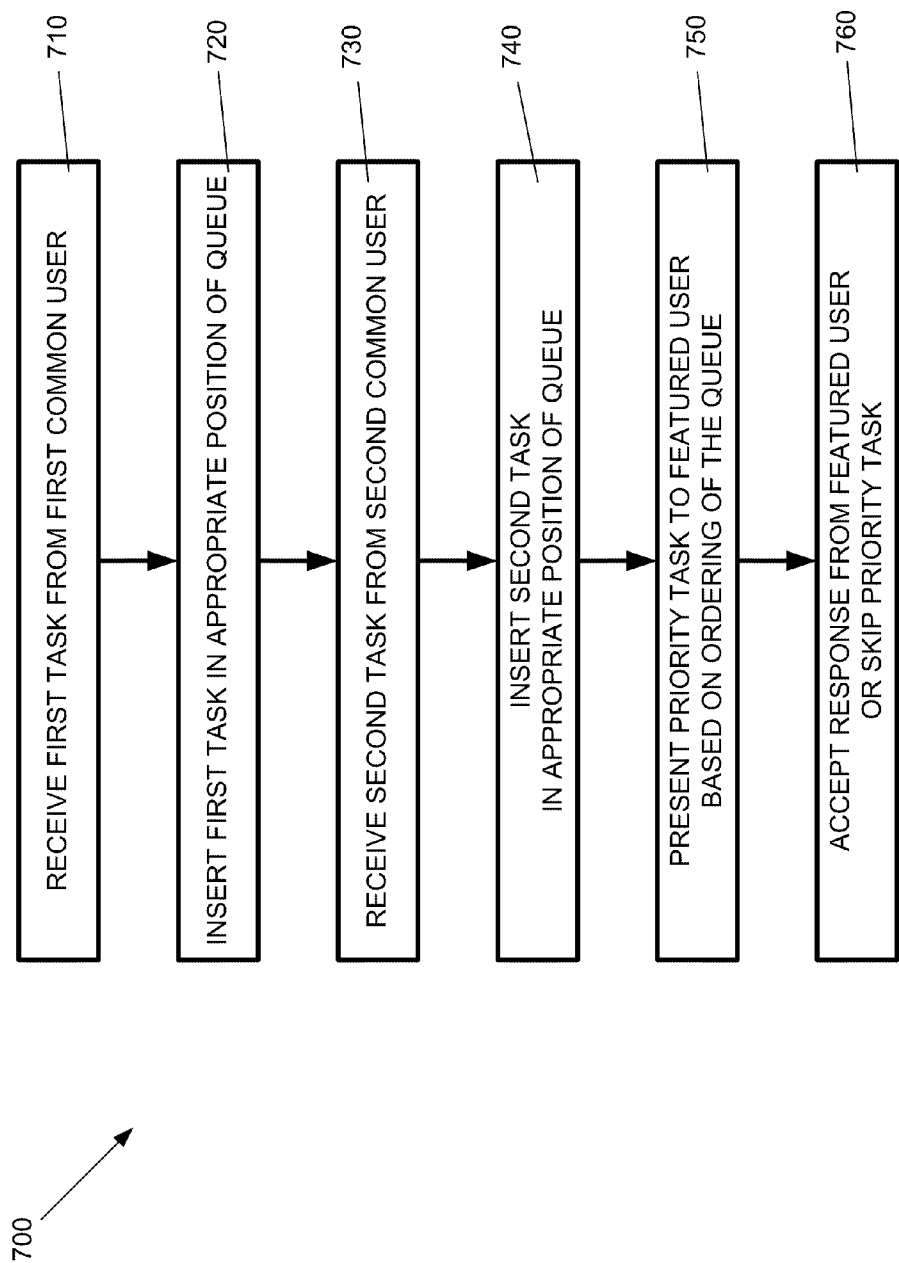 700
RECEIVE FIRST TASK FROM FIRST COMMON USER
710
INSERT FIRST TASK IN APPROPRIATE POSITION OF QUEUE
720
RECEIVE SECOND TASK FROM SECOND COMMON USER
730
INSERT SECOND TASK
IN APPROPRIATE POSITION OF QUEUE
740
PRESENT PRIORITY TASK TO FEATURED USER
BASED ON ORDERING OF THE QUEUE
750
ACCEPT RESPONSE FROM FEATURED USER
OR SKIP PRIORITY TASK
760